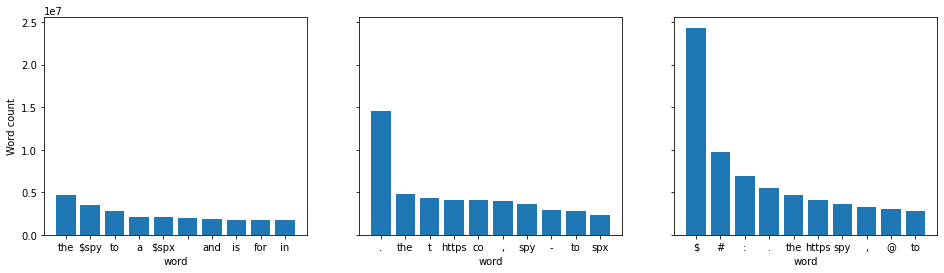 1e7
2.5
2.0
1.5
1.0
0.5
0.0
Word count
the $spy to a $spx and is for in
word
. the t https co , spy - to spx
word
$ # : . the https spy , @ to
word